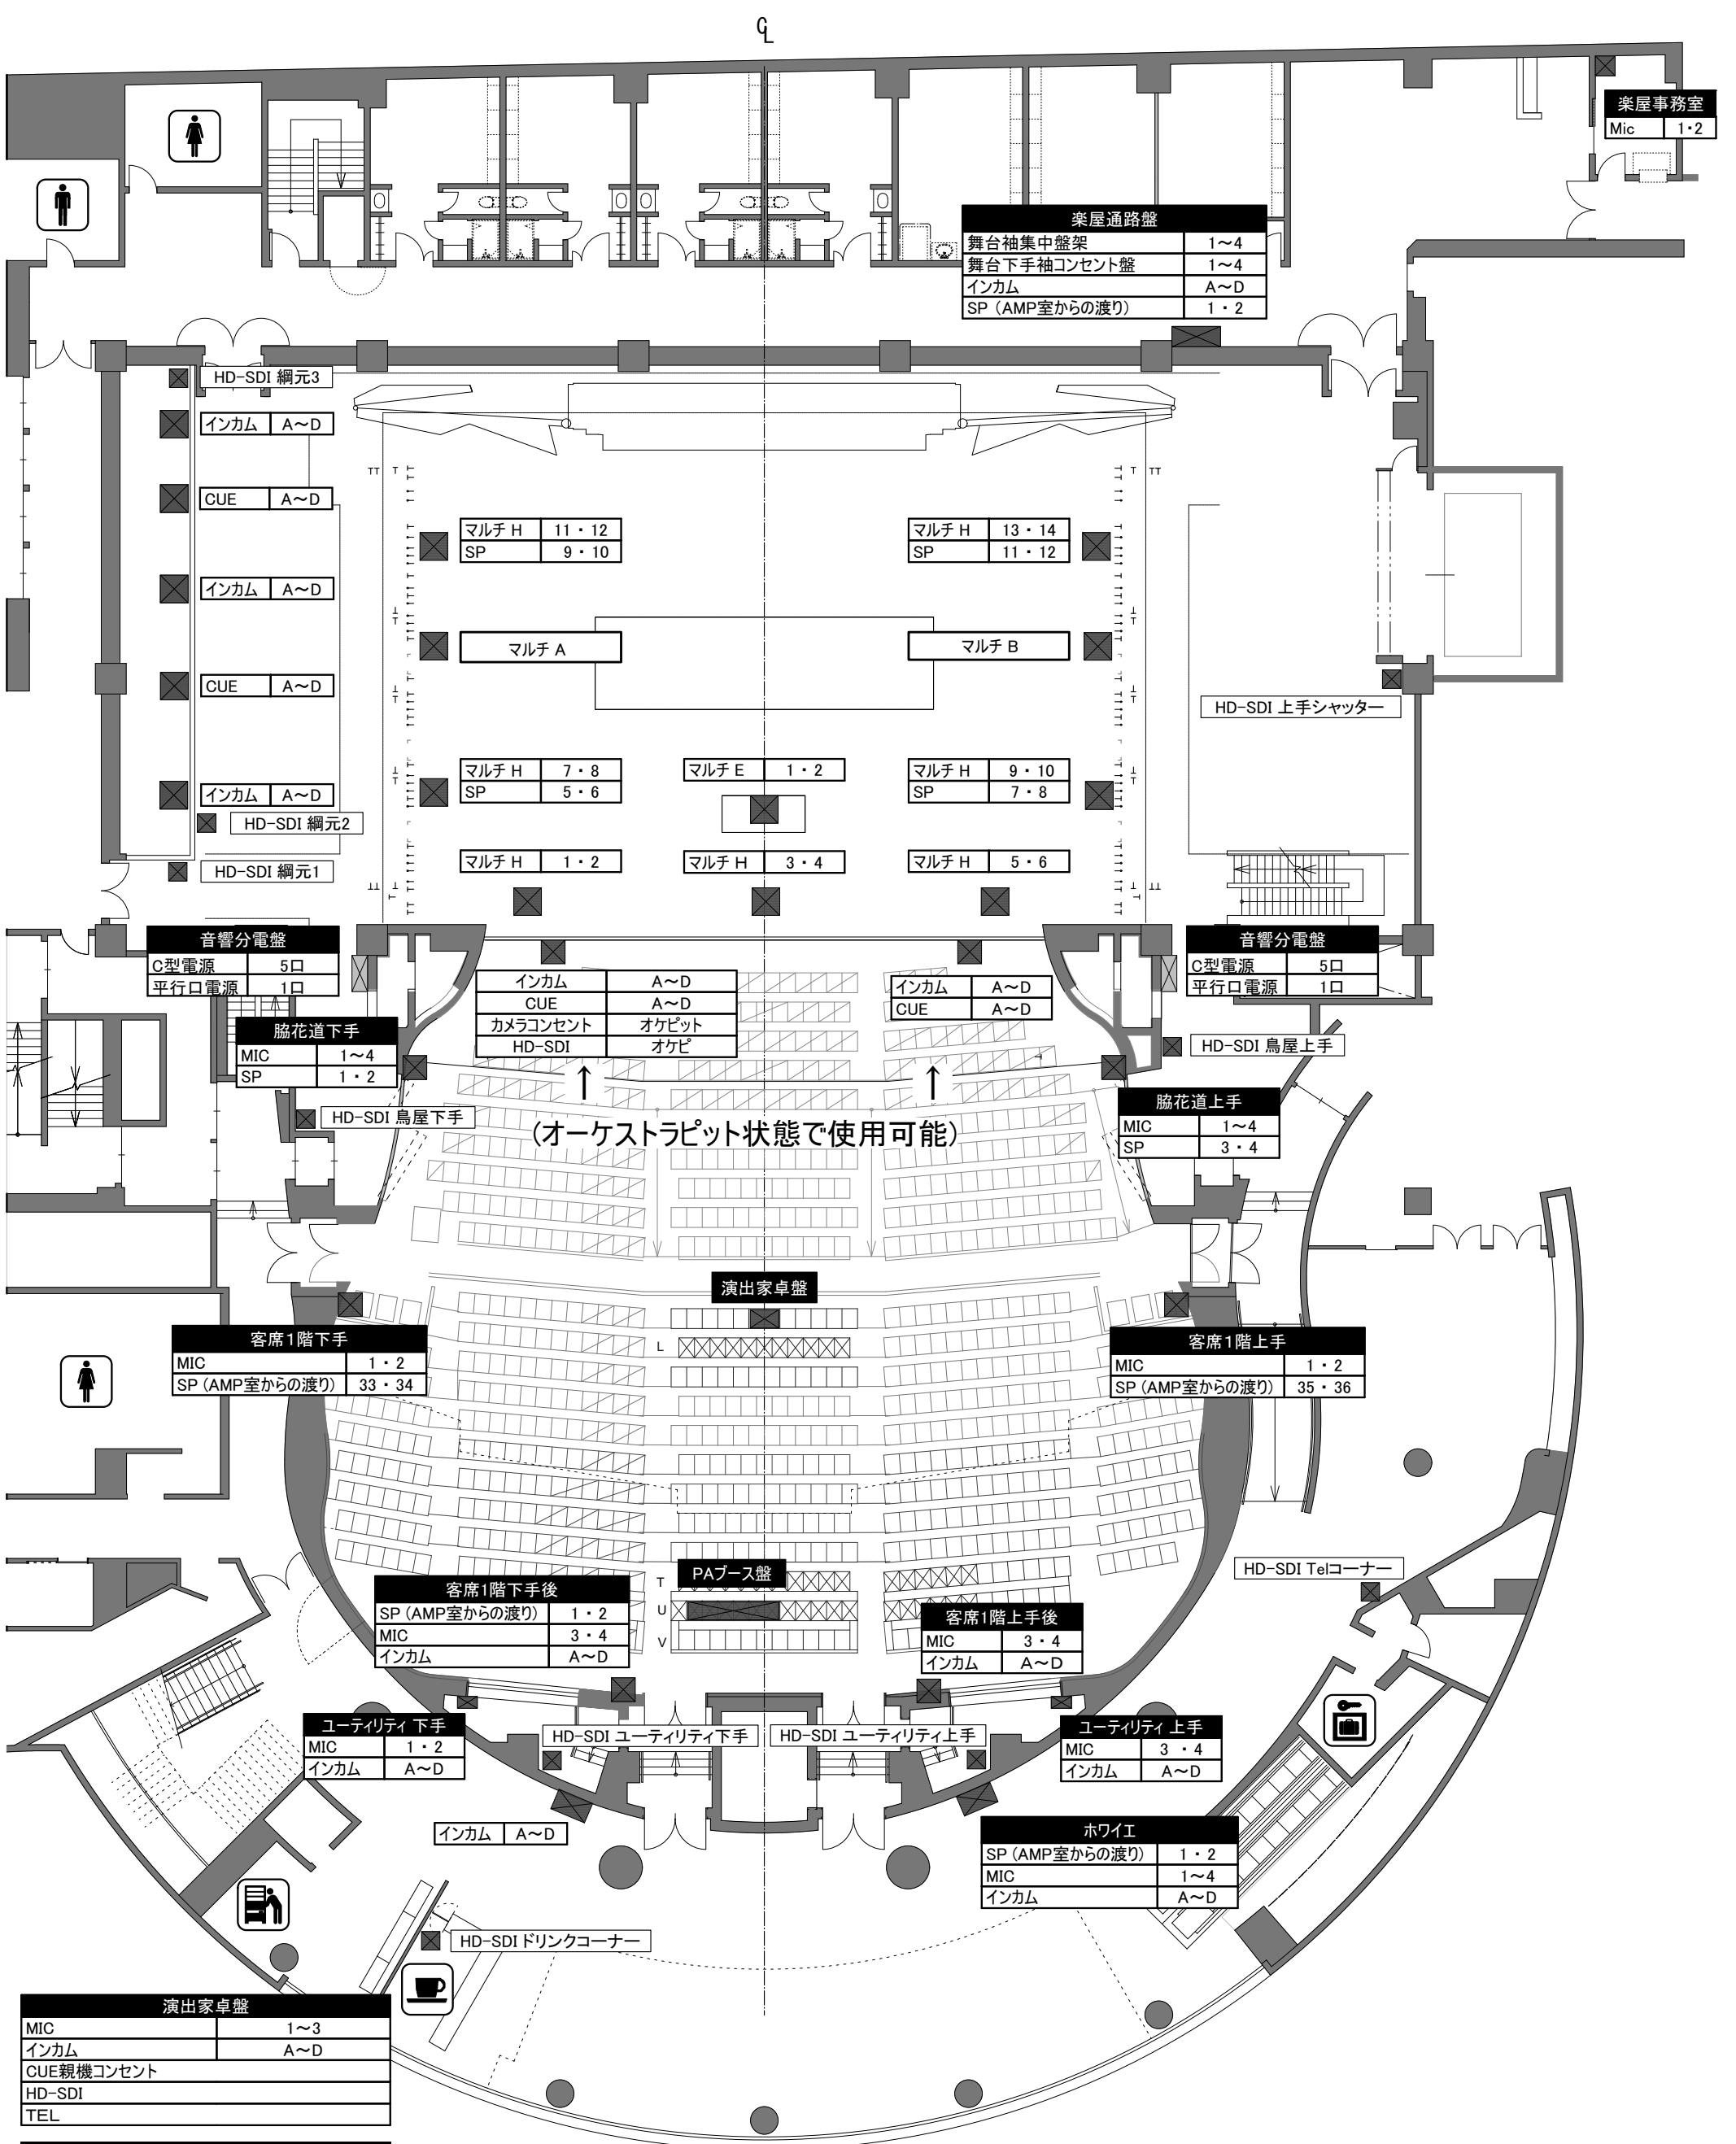 ℄
楽屋事務室
Mic 1・2
楽屋通路盤
舞台袖集中盤架 1～4
舞台下手袖コンセント盤 1～4
インカム A～D
SP（AMP室からの渡り） 1・2
HD-SDI 綱元3
インカム A～D
TT T T TT
CUE A～D
マルチ H 11・12
SP 9・10
マルチ H 13・14
SP 11・12
インカム A～D
マルチ A
マルチ B
CUE A～D
HD-SDI 上手シャッター
マルチ H 7・8
SP 5・6
マルチ E 1・2
マルチ H 9・10
SP 7・8
インカム A～D
HD-SDI 綱元2
HD-SDI 綱元1
マルチ H 1・2
マルチ H 3・4
マルチ H 5・6
音響分電盤
C型電源 5口
平行口電源 1口
音響分電盤
C型電源 5口
平行口電源 1口
インカム A～D
CUE A～D
カメラコンセント オケピット
HD-SDI オケピ
インカム A～D
CUE A～D
脇花道下手
MIC 1～4
SP 1・2
HD-SDI 鳥屋上手
HD-SDI 鳥屋下手
（オーケストラピット状態で使用可能）
脇花道上手
MIC 1～4
SP 3・4
演出家卓盤
L
客席1階下手
MIC 1・2
SP（AMP室からの渡り） 33・34
客席1階上手
MIC 1・2
SP（AMP室からの渡り） 35・36
HD-SDI Telコーナー
PAブース盤
T
U
V
客席1階下手後
SP（AMP室からの渡り） 1・2
MIC 3・4
インカム A～D
客席1階上手後
MIC 3・4
インカム A～D
ユーティリティ 下手
MIC 1・2
インカム A～D
HD-SDI ユーティリティ下手
HD-SDI ユーティリティ上手
ユーティリティ 上手
MIC 3・4
インカム A～D
インカム A～D
ホワイエ
SP（AMP室からの渡り） 1・2
MIC 1～4
インカム A～D
HD-SDI ドリンクコーナー
演出家卓盤
MIC 1～3
インカム A～D
CUE親機コンセント
HD-SDI
TEL